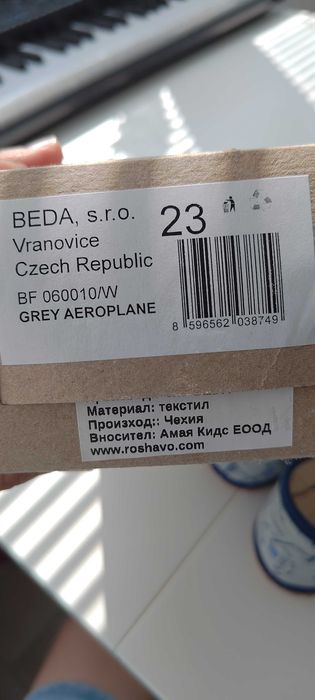 BEDA, s.r.o.
23
Vranovice
Czech Republic
BF 060010/W
GREY AEROPLANE
8 596562 038749
Материал: текстил
Произход:: Чехия
Вносител: Амая Кидс ЕООД
www.roshavo.com